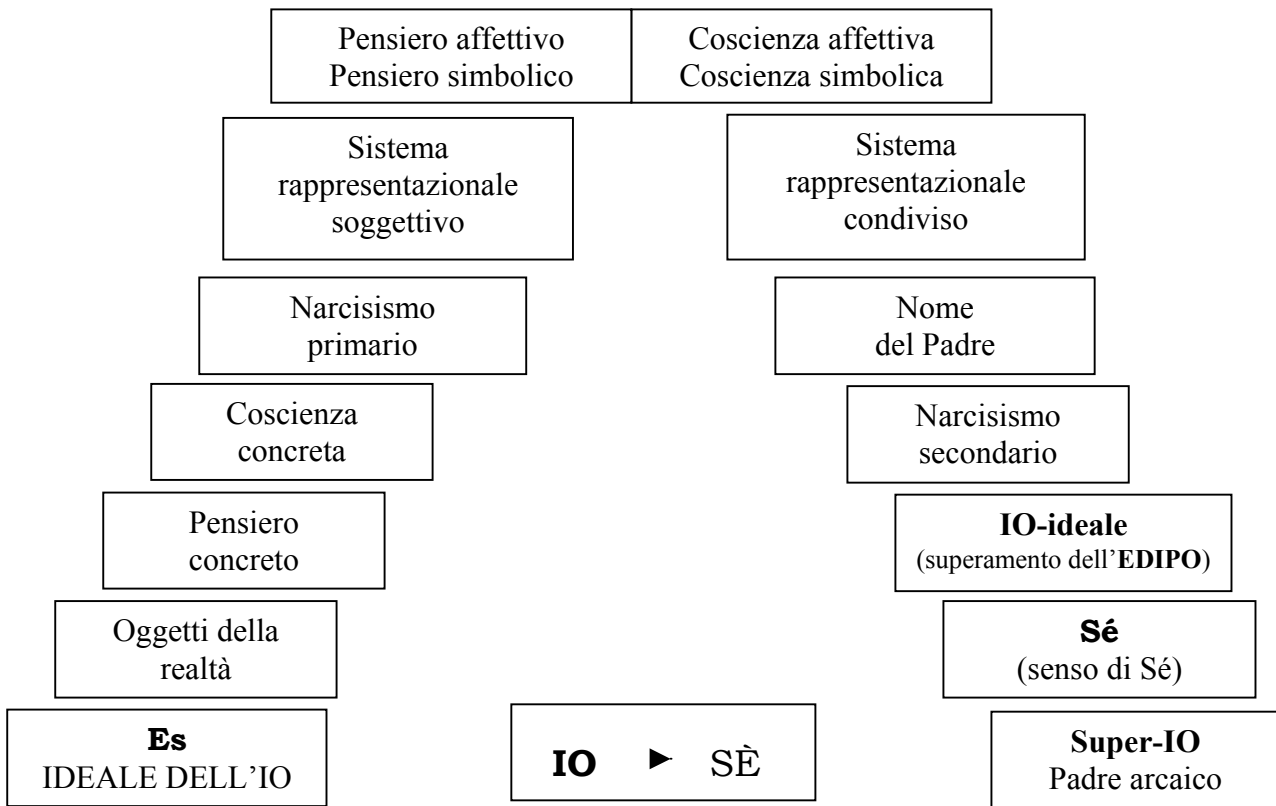 Pensiero affettivo
Pensiero simbolico
Coscienza affettiva
Coscienza simbolica
Sistema
rappresentazionale
soggettivo
Sistema
rappresentazionale
condiviso
Narcisismo
primario
Nome
del Padre
Coscienza
concreta
Narcisismo
secondario
Pensiero
concreto
IO-ideale
(superamento dell'EDIPO)
Oggetti della
realtà
Sé
(senso di Sé)
Es
IDEALE DELL'IO
IO ► SÈ
Super-IO
Padre arcaico